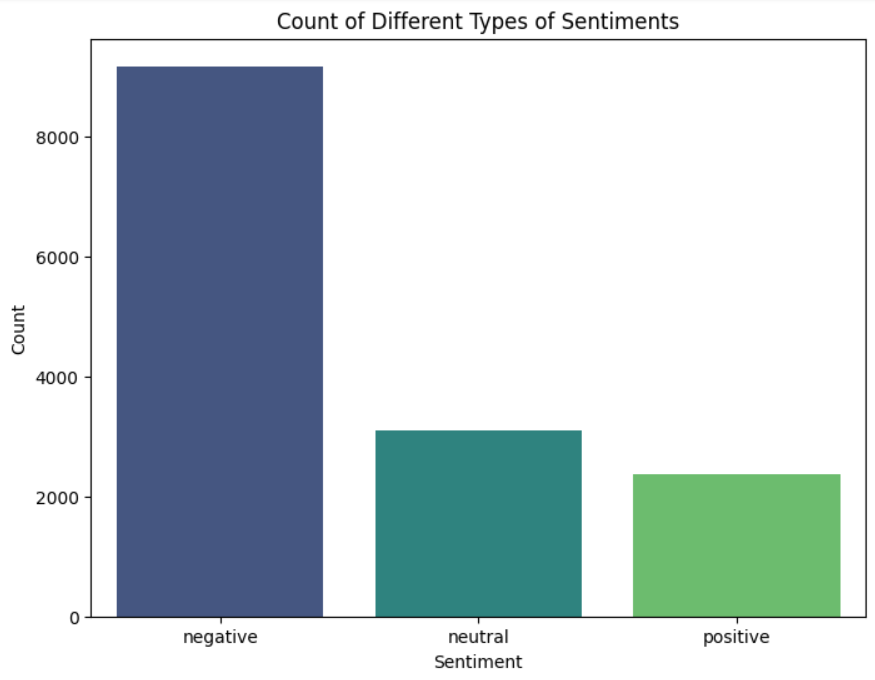 Count of Different Types of Sentiments
8000
6000
4000
2000
0
Count
negative neutral positive
Sentiment